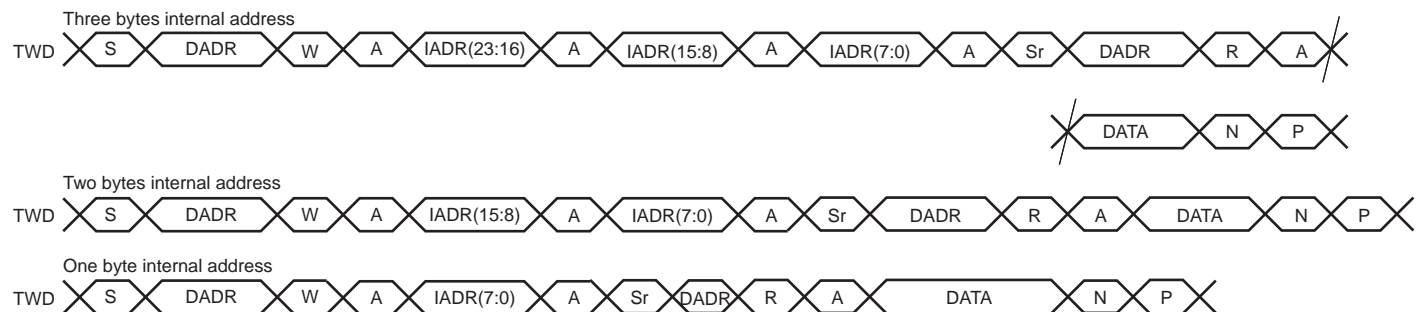 Three bytes internal address
TWD S DADR W A IADR(23:16) A IADR(15:8) A IADR(7:0) A Sr DADR R A
DATA N P
Two bytes internal address
TWD S DADR W A IADR(15:8) A IADR(7:0) A Sr DADR R A DATA N P
One byte internal address
TWD S DADR W A IADR(7:0) A Sr DADR R A DATA N P